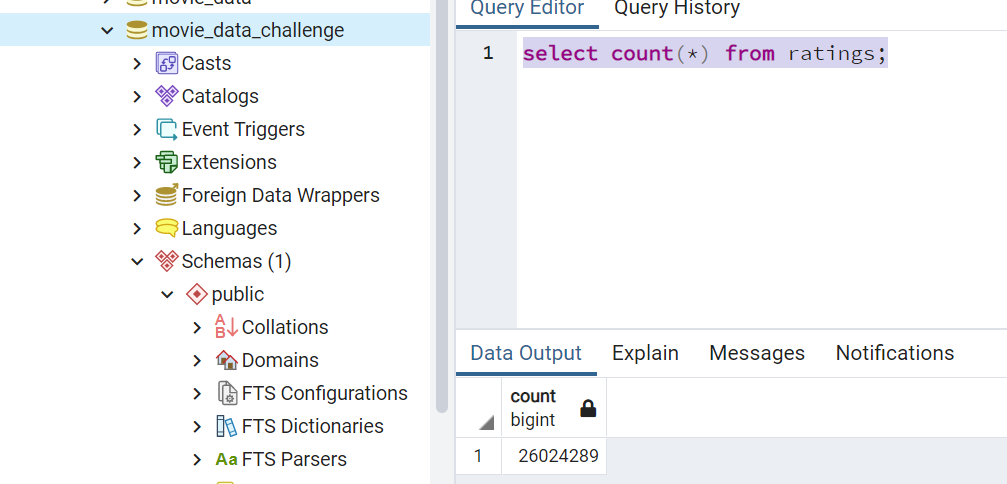 movie_data
movie_data_challenge
Casts
Catalogs
Event Triggers
Extensions
Foreign Data Wrappers
Languages
Schemas (1)
public
Collations
Domains
FTS Configurations
FTS Dictionaries
Aa FTS Parsers
Query Editor Query History
1 select count(*) from ratings;
Data Output Explain Messages Notifications
count
bigint
1 26024289